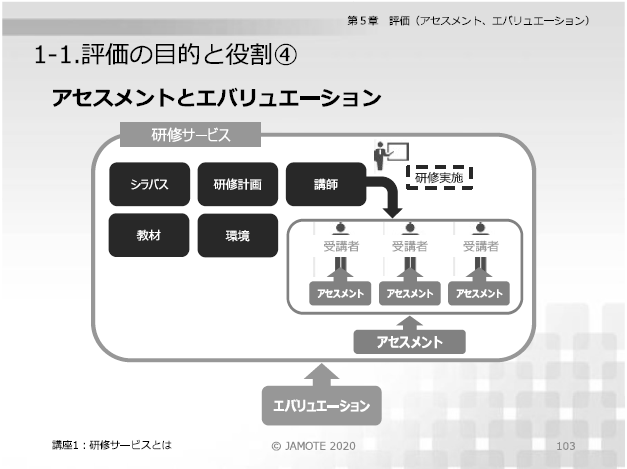 第５章　評価（アセスメント、エバリュエーション）
1-1.評価の目的と役割④
アセスメントとエバリュエーション
研修サービス
シラバス
研修計画
講師
研修実施
教材
環境
受講者
受講者
受講者
アセスメント
アセスメント
アセスメント
アセスメント
エバリュエーション
講座1：研修サービスとは
© JAMOTE 2020
103